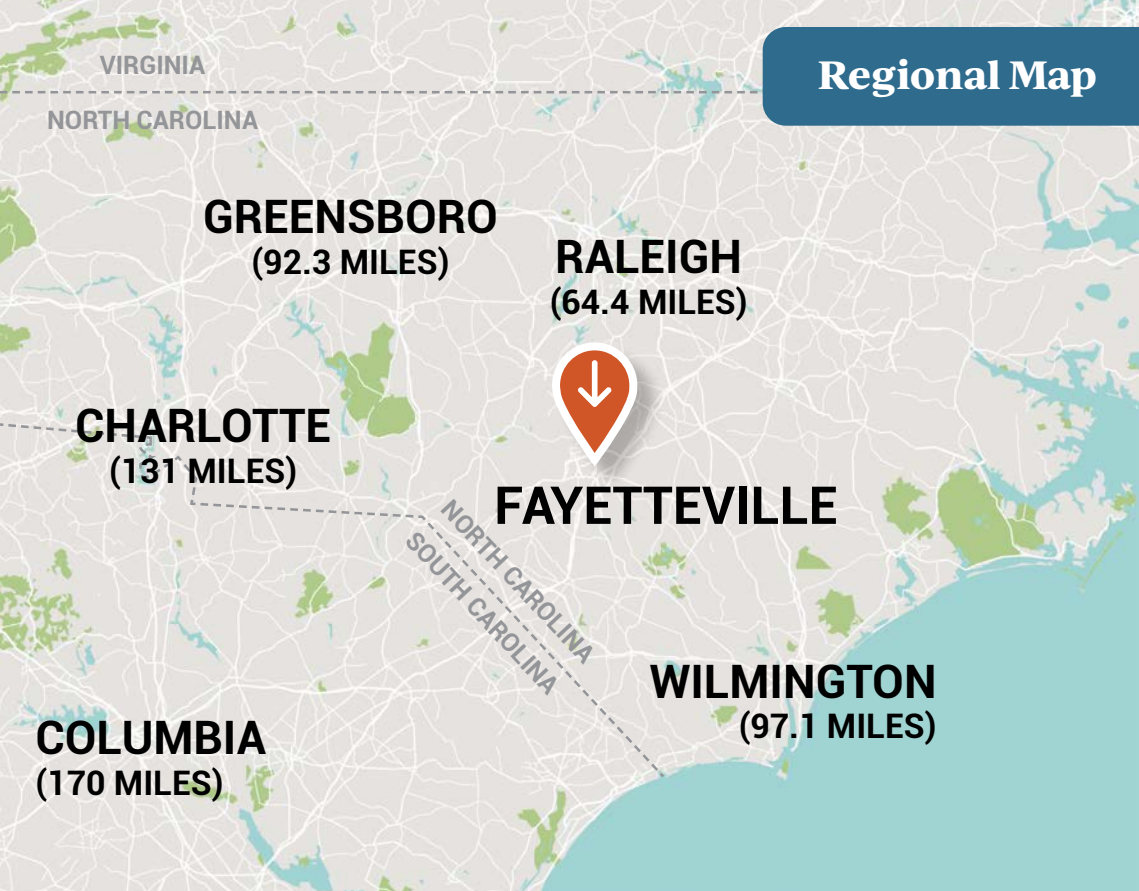 VIRGINIA
NORTH CAROLINA
Regional Map
GREENSBORO
(92.3 MILES)
RALEIGH
(64.4 MILES)
CHARLOTTE
(131 MILES)
FAYETTEVILLE
NORTH CAROLINA
SOUTH CAROLINA
WILMINGTON
(97.1 MILES)
COLUMBIA
(170 MILES)